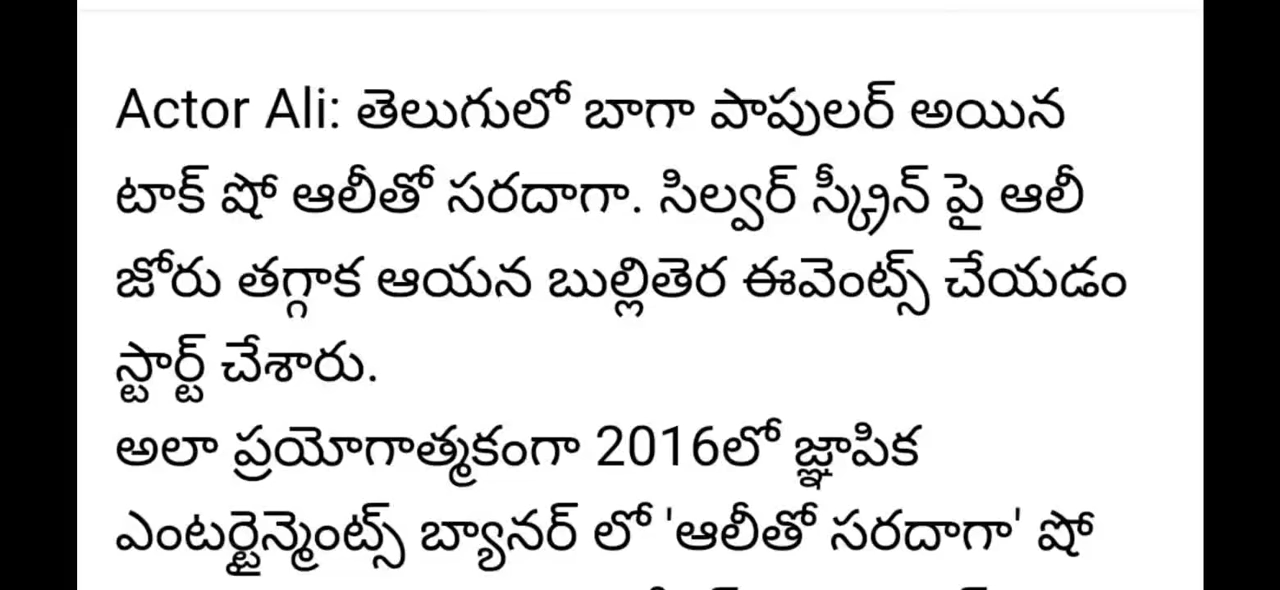 Actor Ali: తెలుగులో బాగా పాపులర్ అయిన
టాక్ షో ఆలీతో సరదాగా. సిల్వర్ స్క్రీన్ పై ఆలీ
జోరు తగ్గాక ఆయన బుల్లితెర ఈవెంట్స్ చేయడం
స్టార్ట్ చేశారు.
అలా ప్రయోగాత్మకంగా 2016లో జ్ఞాపిక
ఎంటర్టైన్మెంట్స్ బ్యానర్ లో 'ఆలీతో సరదాగా' షో